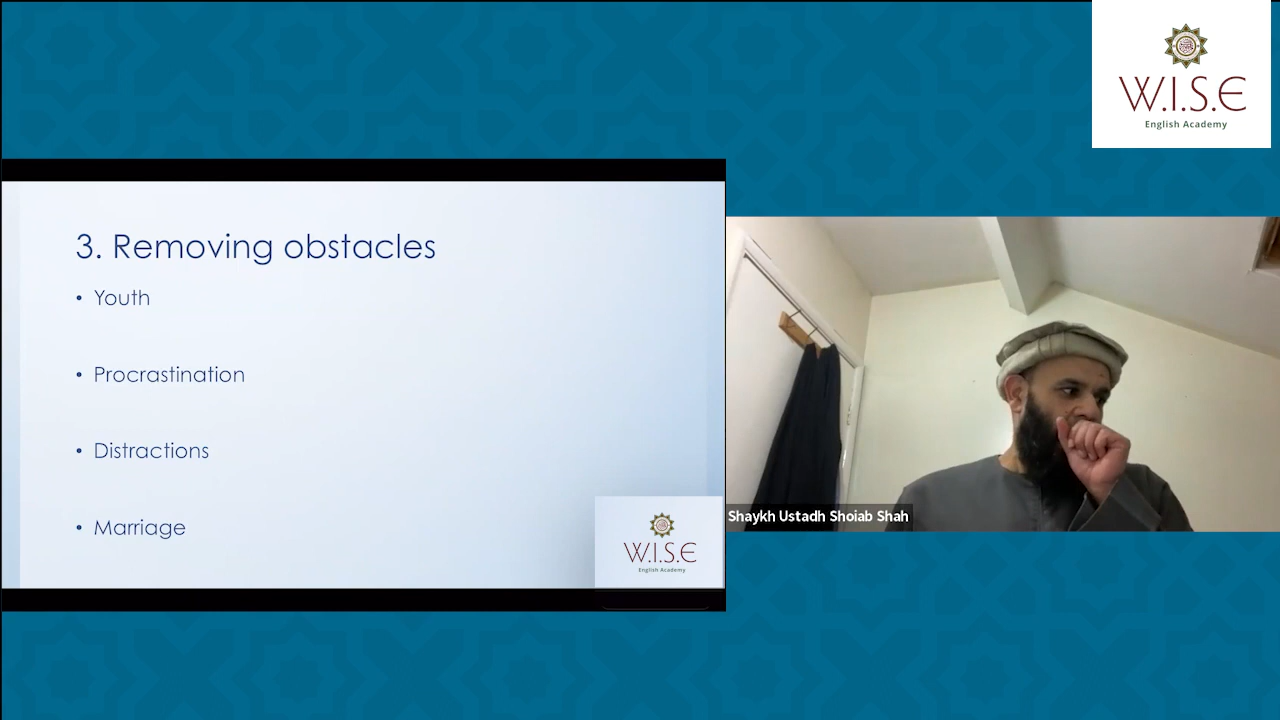 W.I.S.E
English Academy
3. Removing obstacles
• Youth
• Procrastination
• Distractions
• Marriage
W.I.S.E
English Academy
Shaykh Ustadh Shoiab Shah